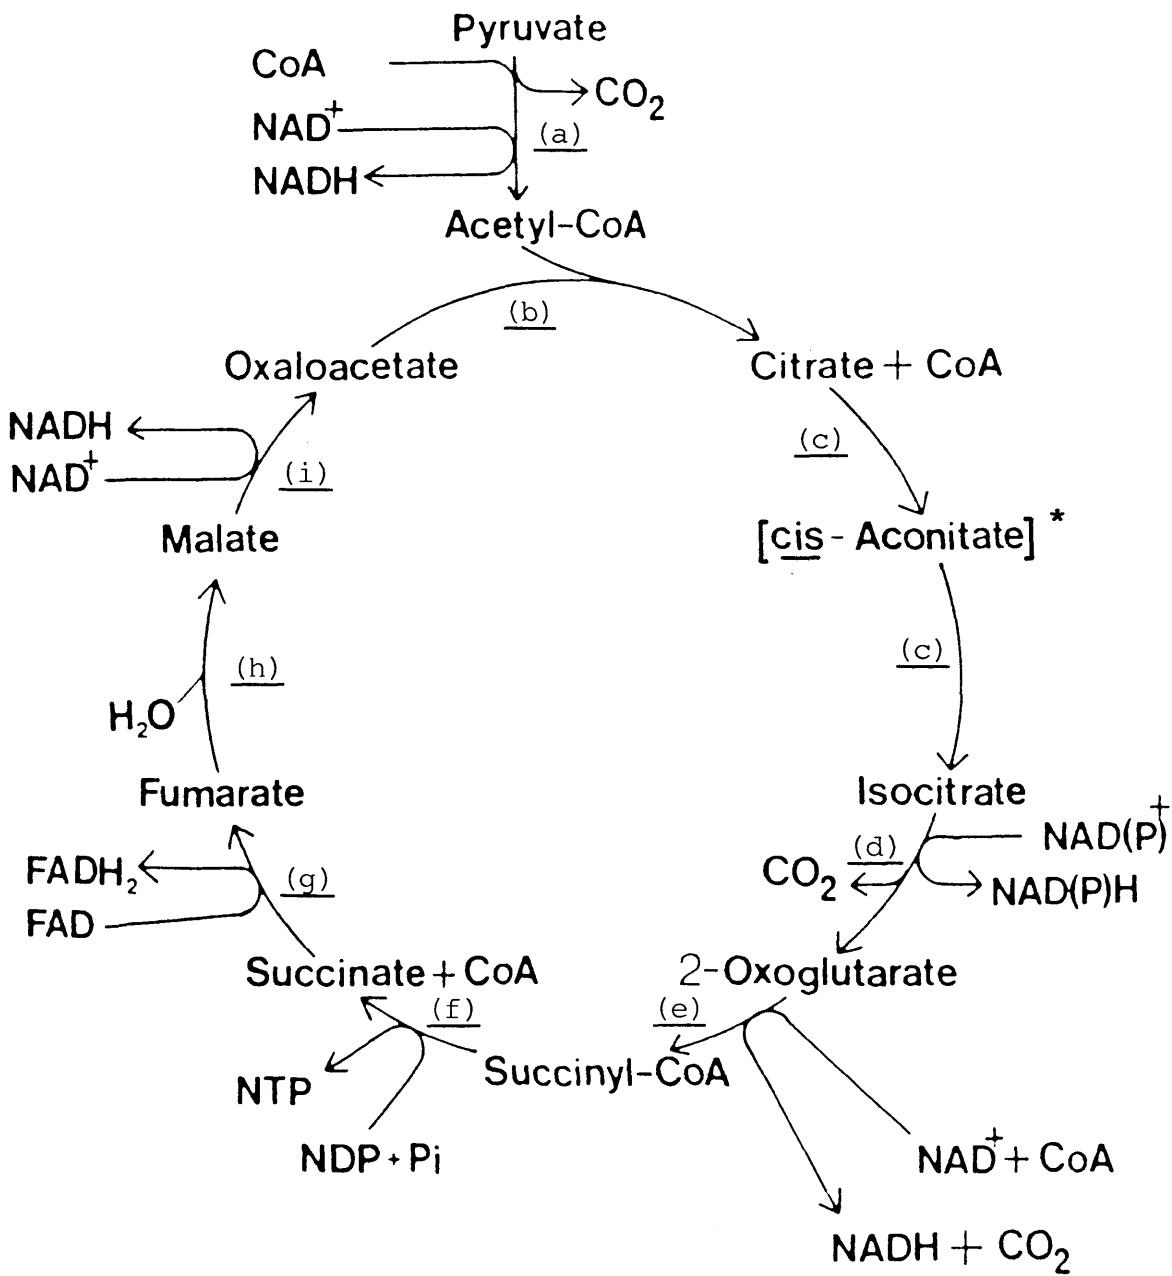 Pyruvate
CoA
CO2
NAD+
(a)
NADH
Acetyl-CoA
(b)
Oxaloacetate
Citrate + CoA
NADH
(c)
NAD+
(i)
Malate
[cis - Aconitate] *
(h)
(c)
H2O
Fumarate
Isocitrate
NAD(P)+
(d)
FADH2
(g)
CO2
NAD(P)H
FAD
Succinate + CoA
2-Oxoglutarate
(f)
(e)
Succinyl-CoA
NTP
NDP + Pi
NAD+ + CoA
NADH + CO2